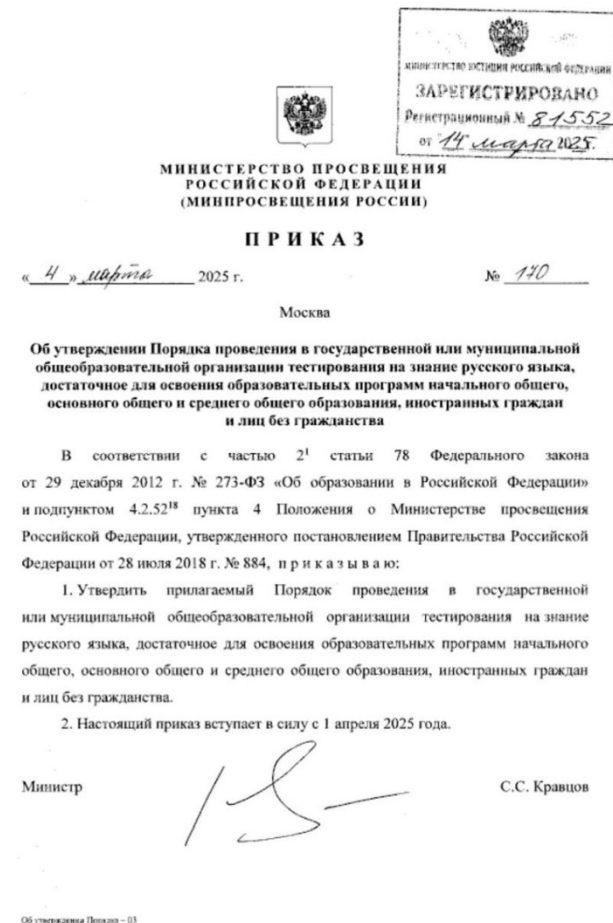 МИНИСТЕРСТВО ЮСТИЦИИ РОССИЙСКОЙ ФЕДЕРАЦИИ
ЗАРЕГИСТРИРОВАНО
Регистрационный № 81552
от "14" марта 2025.
МИНИСТЕРСТВО ПРОСВЕЩЕНИЯ
РОССИЙСКОЙ ФЕДЕРАЦИИ
(МИНПРОСВЕЩЕНИЯ РОССИИ)
ПРИКАЗ
« 4 » марта 2025 г.
№ 170
Москва
Об утверждении Порядка проведения в государственной или муниципальной
общеобразовательной организации тестирования на знание русского языка,
достаточное для освоения образовательных программ начального общего,
основного общего и среднего общего образования, иностранных граждан
и лиц без гражданства
В соответствии с частью 2¹ статьи 78 Федерального закона
от 29 декабря 2012 г. № 273-ФЗ «Об образовании в Российской Федерации»
и подпунктом 4.2.52¹⁸ пункта 4 Положения о Министерстве просвещения
Российской Федерации, утвержденного постановлением Правительства Российской
Федерации от 28 июля 2018 г. № 884, приказываю:
1. Утвердить прилагаемый Порядок проведения в государственной
или муниципальной общеобразовательной организации тестирования на знание
русского языка, достаточное для освоения образовательных программ начального
общего, основного общего и среднего общего образования, иностранных граждан
и лиц без гражданства.
2. Настоящий приказ вступает в силу с 1 апреля 2025 года.
Министр
С.С. Кравцов
Об утверждении Порядка – 03